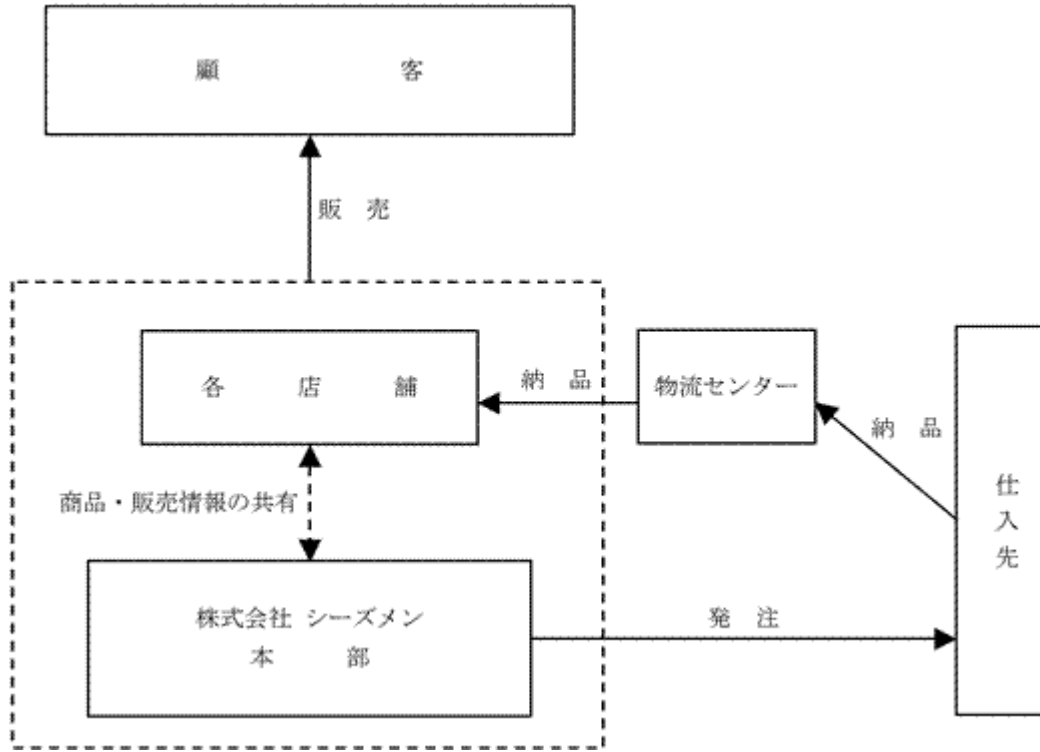 顧客
販売
各店舗
納品
物流センター
納品
仕入先
商品・販売情報の共有
株式会社 シーズメン
本部
発注